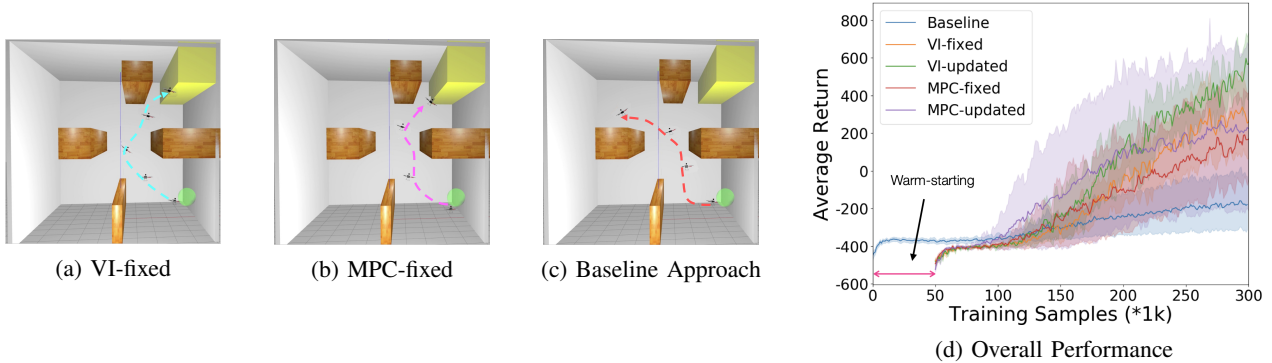 (a) VI-fixed
(b) MPC-fixed
(c) Baseline Approach
Baseline
VI-fixed
VI-updated
MPC-fixed
MPC-updated
Warm-starting
Average Return
800
600
400
200
0
-200
-400
-600
0 50 100 150 200 250 300
Training Samples (*1k)
(d) Overall Performance